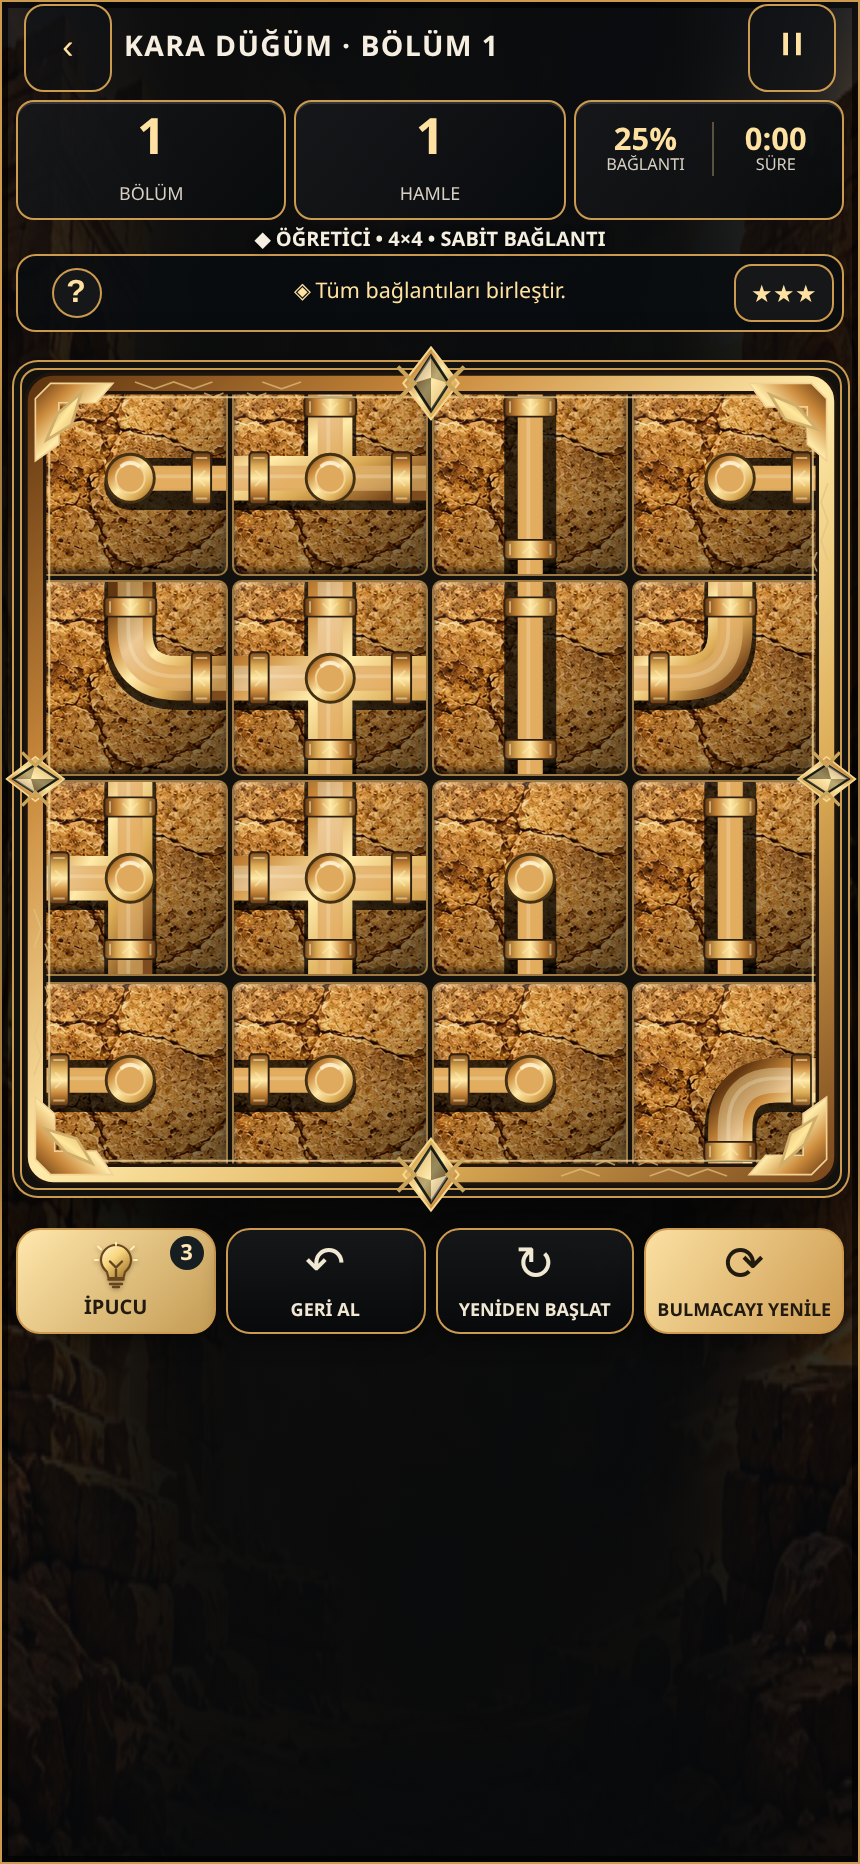 KARA DÜĞÜM · BÖLÜM 1
1
BÖLÜM
1
HAMLE
25%
BAĞLANTI
0:00
SÜRE
◆ ÖĞRETİCİ • 4×4 • SABİT BAĞLANTI
?
◈ Tüm bağlantıları birleştir.
★★★
3
İPUCU
GERİ AL
YENİDEN BAŞLAT
BULMACAYI YENİLE